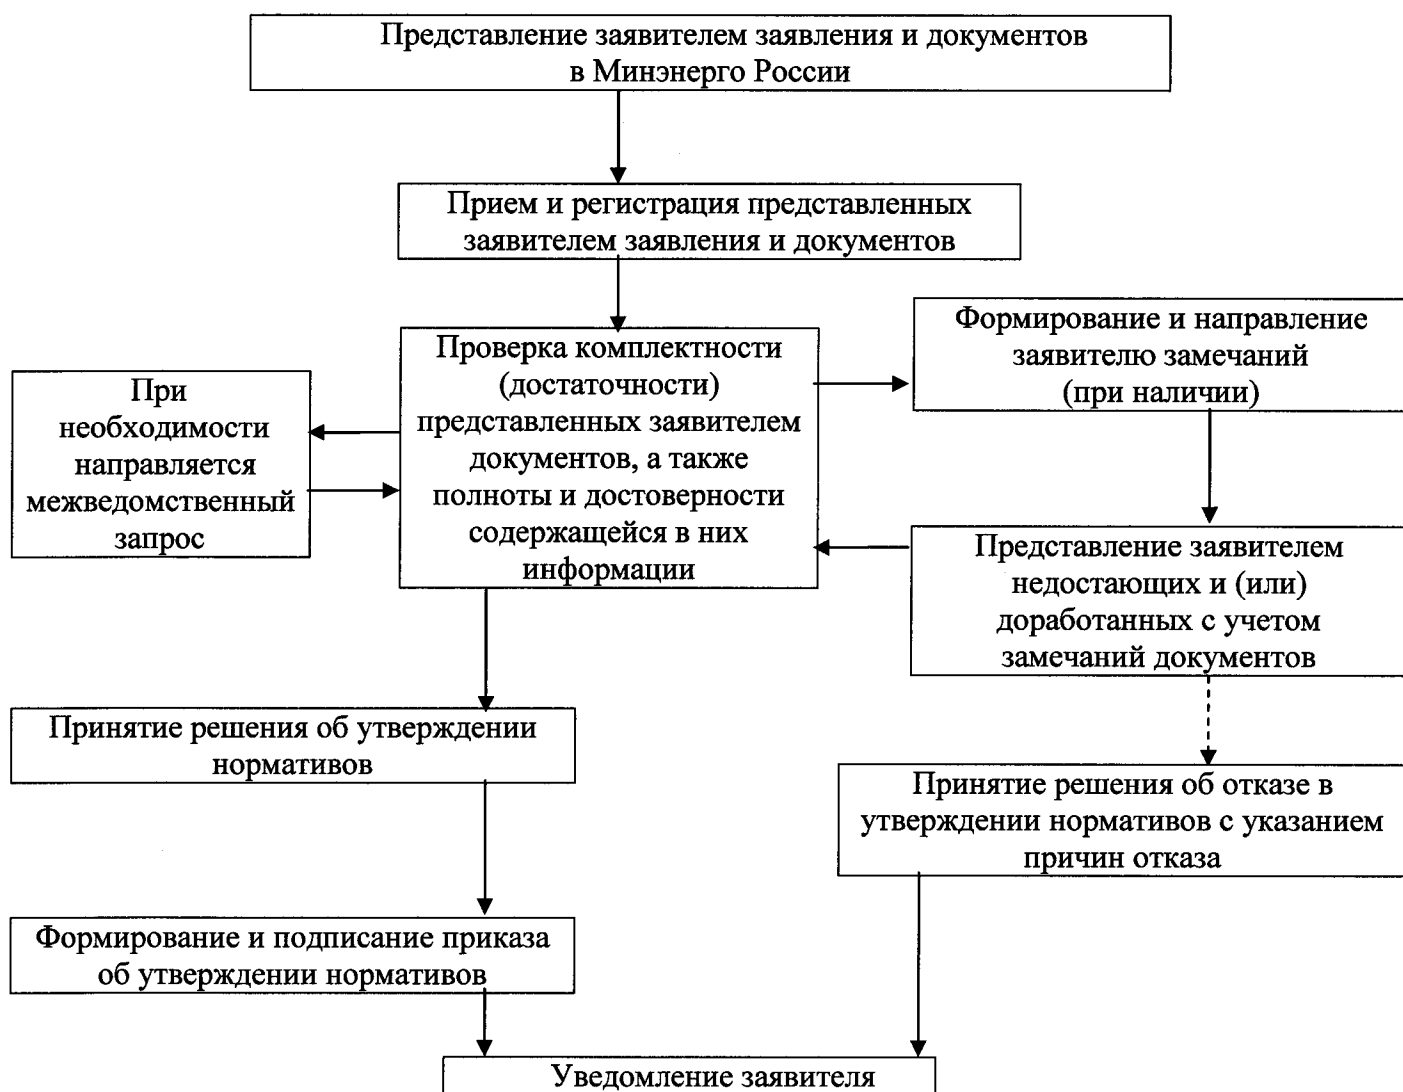 Представление заявителем заявления и документов
в Минэнерго России
Прием и регистрация представленных
заявителем заявления и документов
Проверка комплектности
(достаточности)
представленных заявителем
документов, а также
полноты и достоверности
содержащейся в них
информации
Формирование и направление
заявителю замечаний
(при наличии)
При
необходимости
направляется
межведомственный
запрос
Представление заявителем
недостающих и (или)
доработанных с учетом
замечаний документов
Принятие решения об утверждении
нормативов
Принятие решения об отказе в
утверждении нормативов с указанием
причин отказа
Формирование и подписание приказа
об утверждении нормативов
Уведомление заявителя